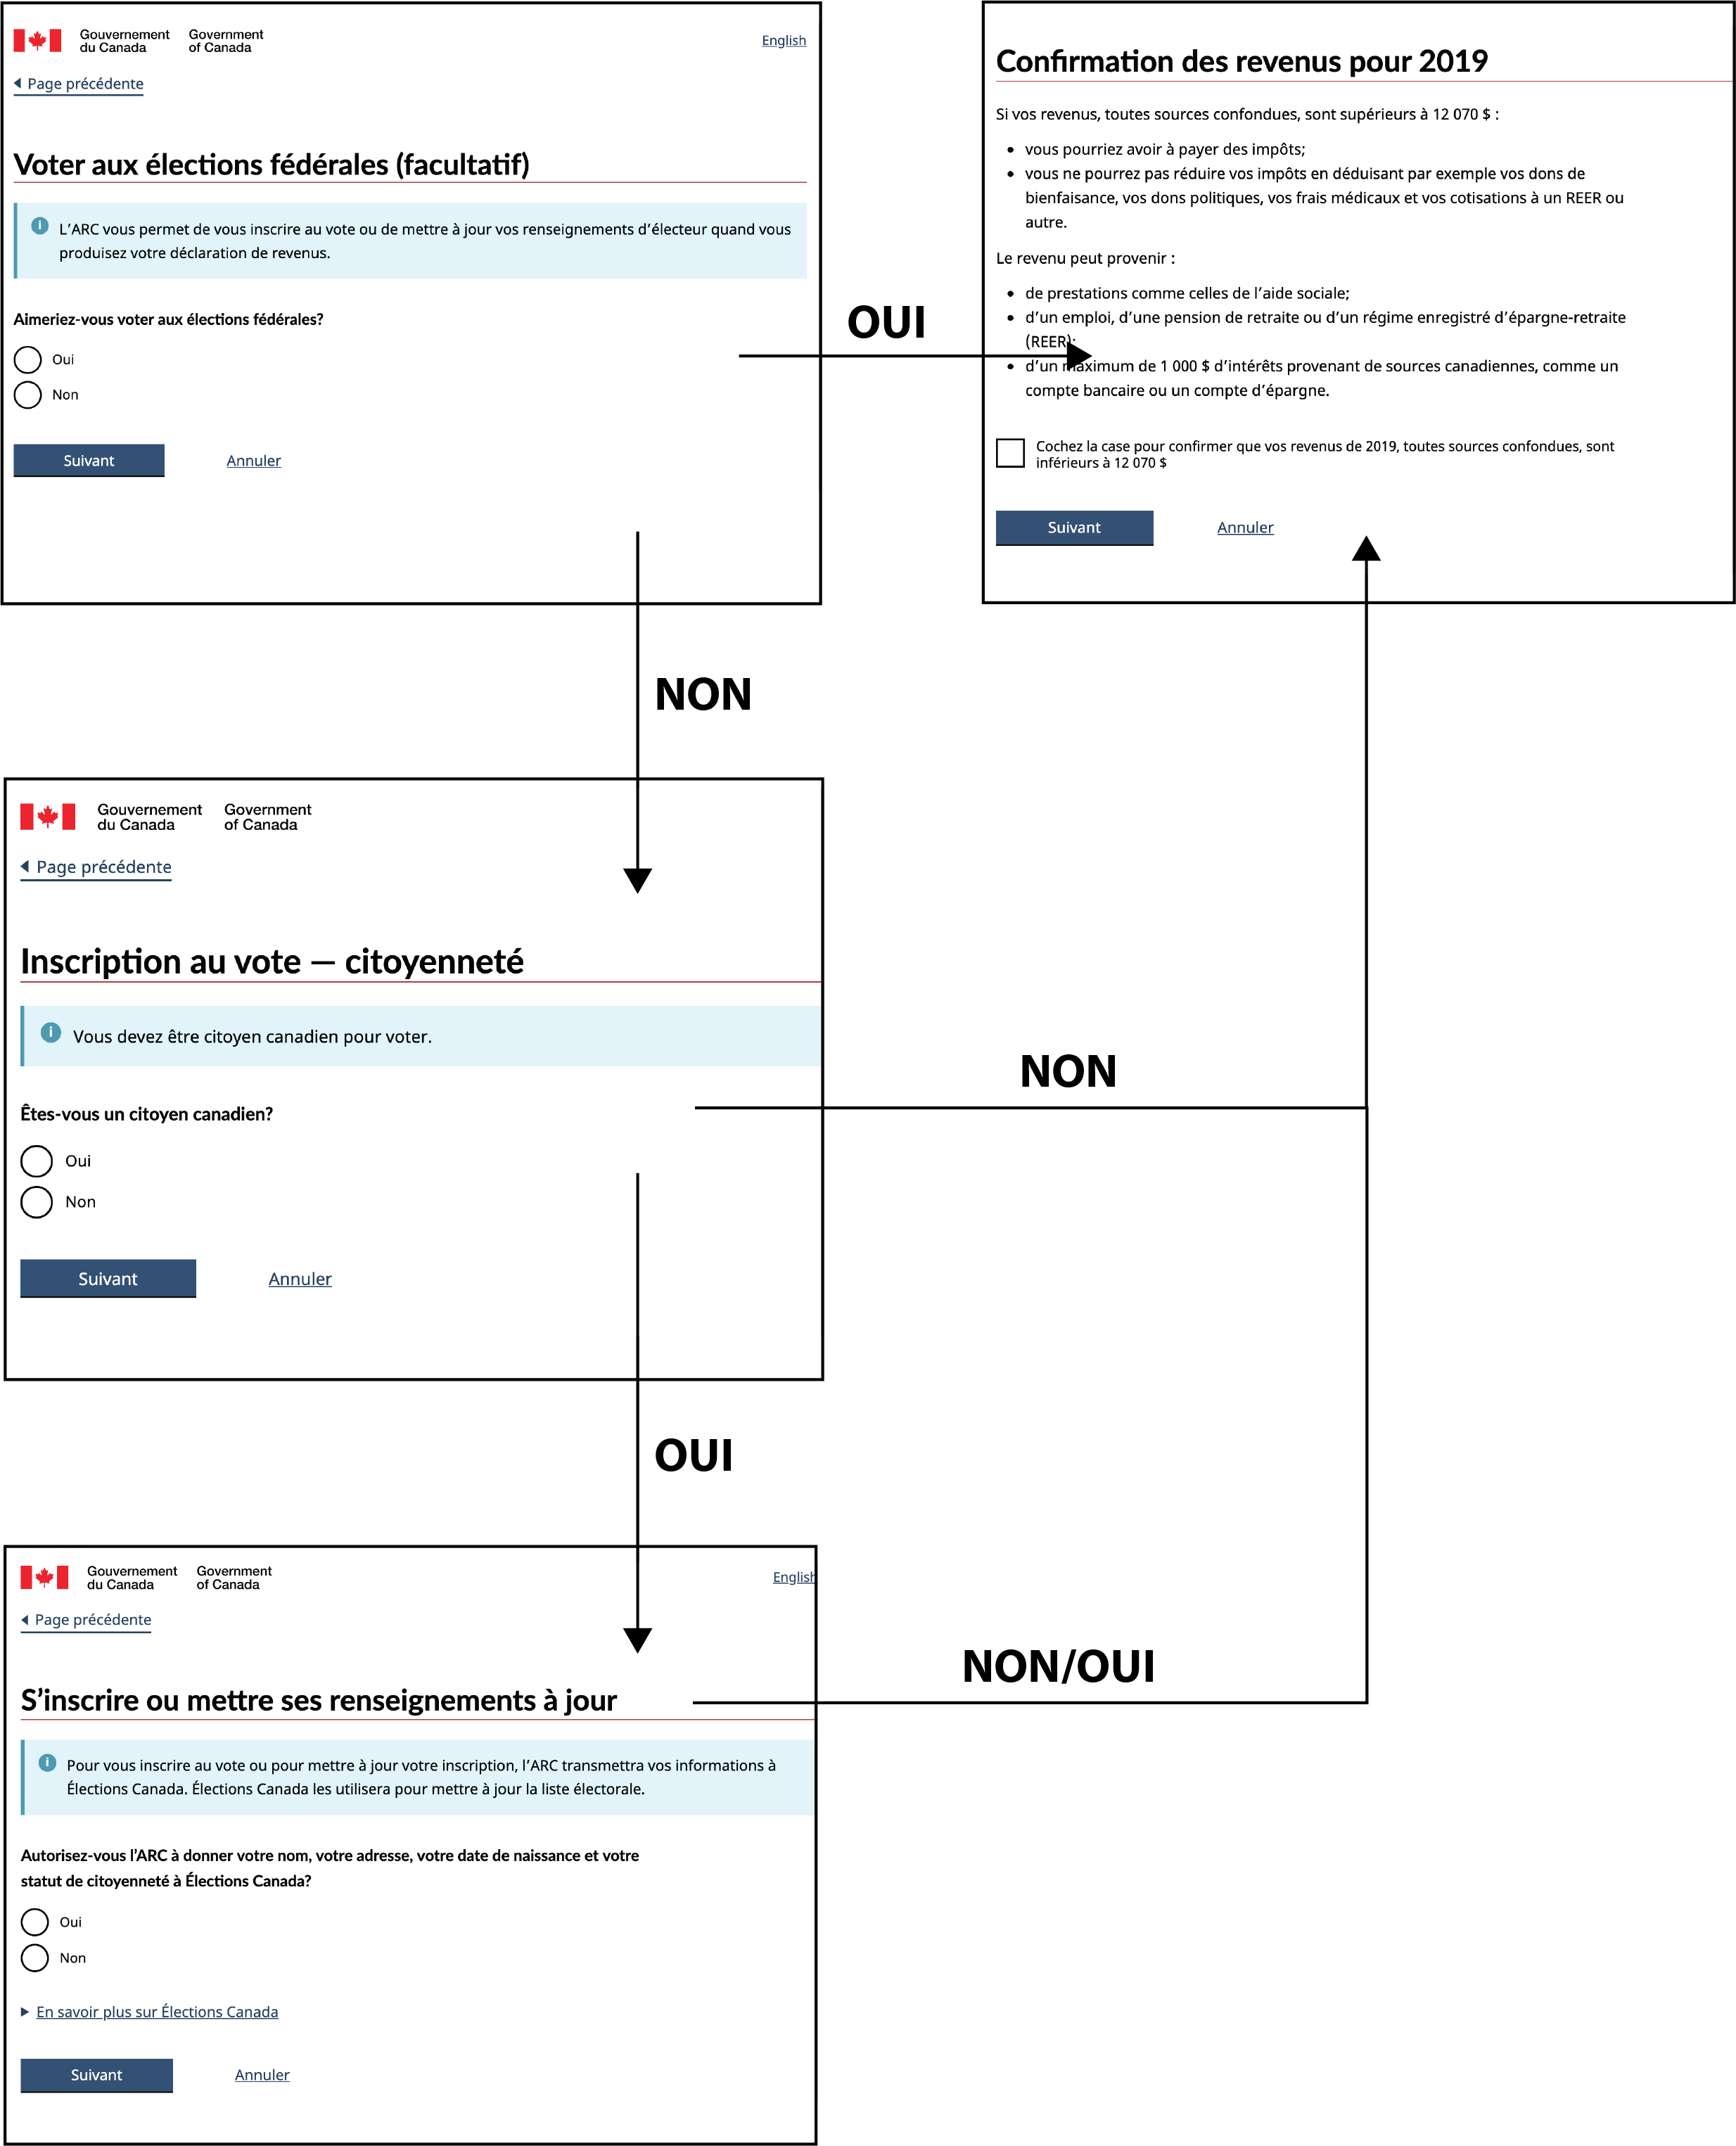 Gouvernement
du Canada
Government
of Canada
English
Page précédente
Voter aux élections fédérales (facultatif)
L’ARC vous permet de vous inscrire au vote ou de mettre à jour vos renseignements d’électeur quand vous
produisez votre déclaration de revenus.
Aimeriez-vous voter aux élections fédérales?
Oui
Non
Suivant
Annuler
OUI
Confirmation des revenus pour 2019
Si vos revenus, toutes sources confondues, sont supérieurs à 12 070 $ :
vous pourriez avoir à payer des impôts;
vous ne pourrez pas réduire vos impôts en déduisant par exemple vos dons de
bienfaisance, vos dons politiques, vos frais médicaux et vos cotisations à un REER ou
autre.
Le revenu peut provenir :
de prestations comme celles de l’aide sociale;
d’un emploi, d’une pension de retraite ou d’un régime enregistré d’épargne-retraite
(REER);
d’un maximum de 1 000 $ d’intérêts provenant de sources canadiennes, comme un
compte bancaire ou un compte d’épargne.
Cochez la case pour confirmer que vos revenus de 2019, toutes sources confondues, sont
inférieurs à 12 070 $
Suivant
Annuler
NON
Gouvernement
du Canada
Government
of Canada
Page précédente
Inscription au vote — citoyenneté
Vous devez être citoyen canadien pour voter.
Êtes-vous un citoyen canadien?
Oui
Non
Suivant
Annuler
NON
OUI
Gouvernement
du Canada
Government
of Canada
English
Page précédente
S’inscrire ou mettre ses renseignements à jour
Pour vous inscrire au vote ou pour mettre à jour votre inscription, l’ARC transmettra vos informations à
Élections Canada. Élections Canada les utilisera pour mettre à jour la liste électorale.
Autorisez-vous l’ARC à donner votre nom, votre adresse, votre date de naissance et votre
statut de citoyenneté à Élections Canada?
Oui
Non
En savoir plus sur Élections Canada
Suivant
Annuler
NON/OUI